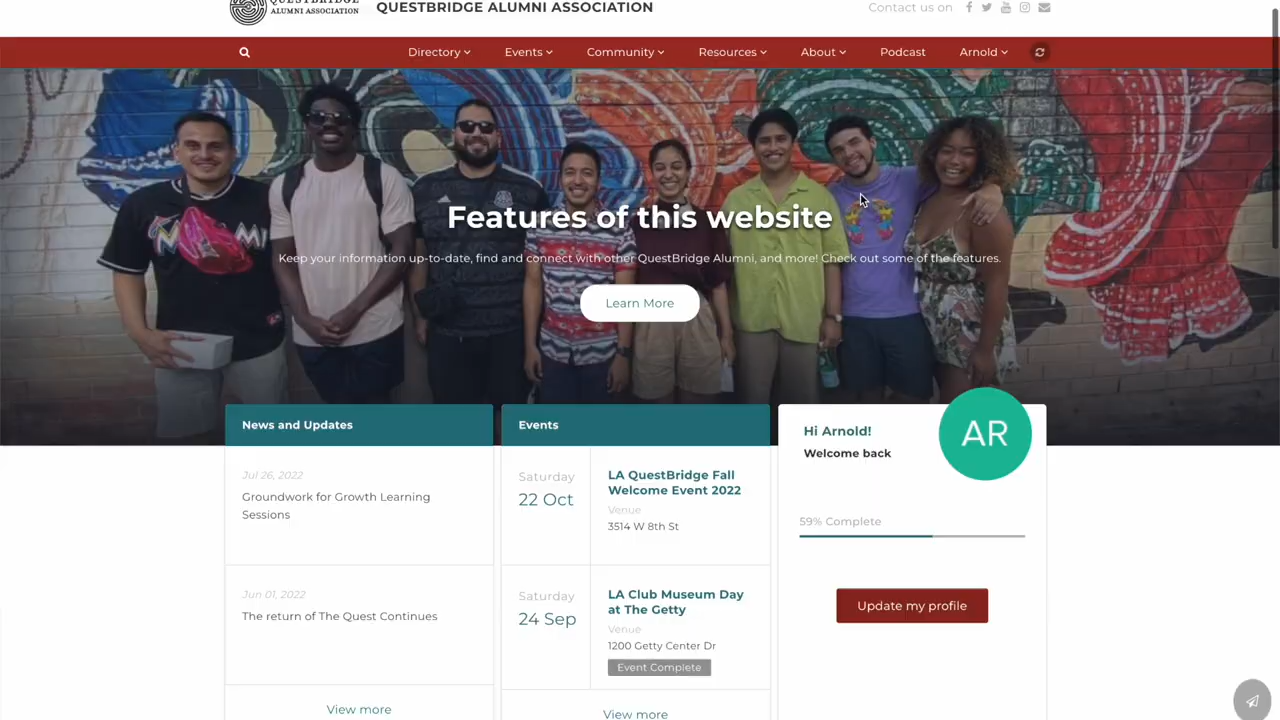 QUESTBRIDGE
ALUMNI ASSOCIATION
QUESTBRIDGE ALUMNI ASSOCIATION
Contact us on
Directory
Events
Community
Resources
About
Podcast
Arnold
Features of this website
Keep your information up-to-date, find and connect with other QuestBridge Alumni, and more! Check out some of the features.
Learn More
News and Updates
Jul 26, 2022
Groundwork for Growth Learning
Sessions
Jun 01, 2022
The return of The Quest Continues
View more
Events
Saturday
22 Oct
LA QuestBridge Fall
Welcome Event 2022
Venue
3514 W 8th St
Saturday
24 Sep
LA Club Museum Day
at The Getty
Venue
1200 Getty Center Dr
Event Complete
View more
Hi Arnold!
Welcome back
AR
59% Complete
Update my profile